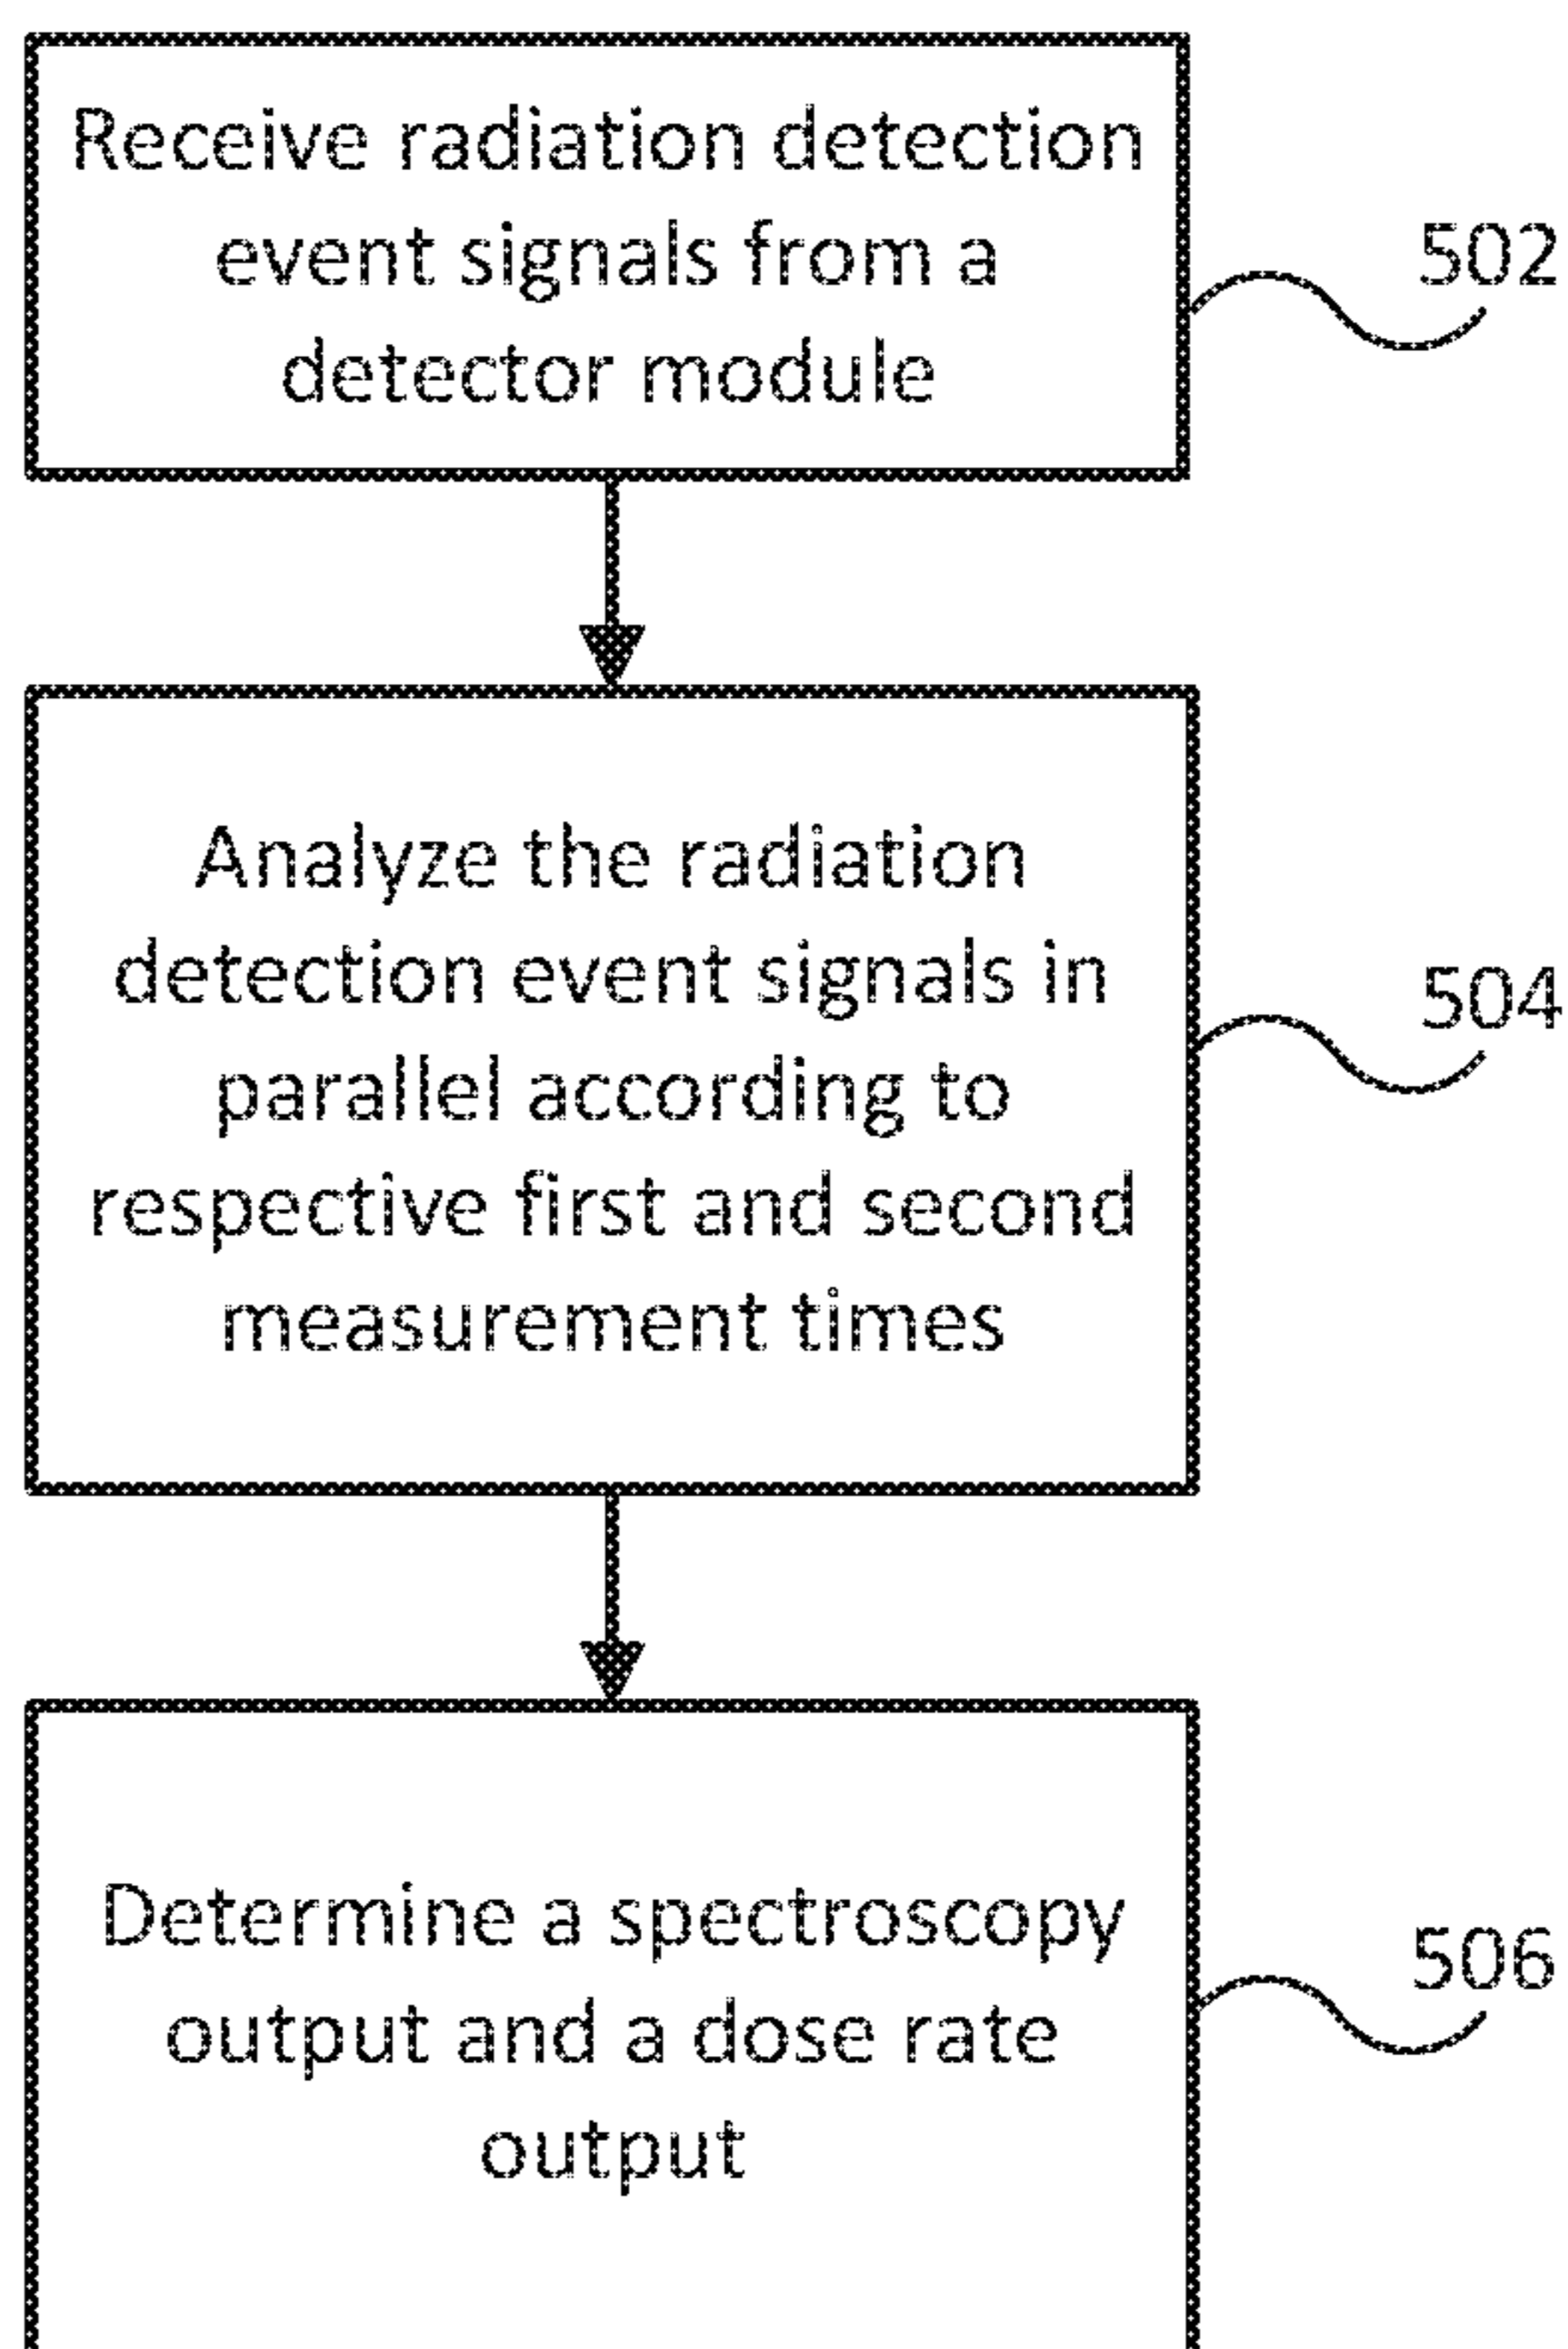 Receive radiation detection
event signals from a
detector module
502
Analyze the radiation
detection event signals in
parallel according to
respective first and second
measurement times
504
Determine a spectroscopy
output and a dose rate
output
506